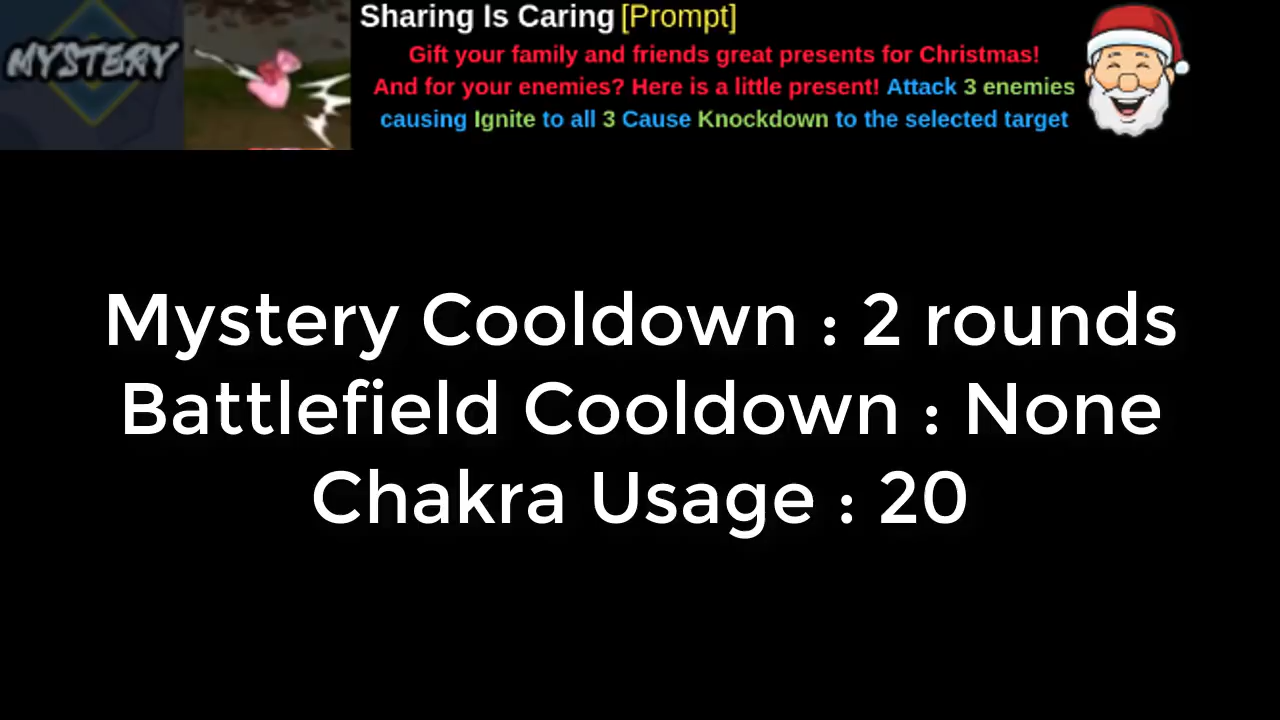 MYSTERY
Sharing Is Caring [Prompt]
Gift your family and friends great presents for Christmas!
And for your enemies? Here is a little present! Attack 3 enemies
causing Ignite to all 3 Cause Knockdown to the selected target
Mystery Cooldown : 2 rounds
Battlefield Cooldown : None
Chakra Usage : 20